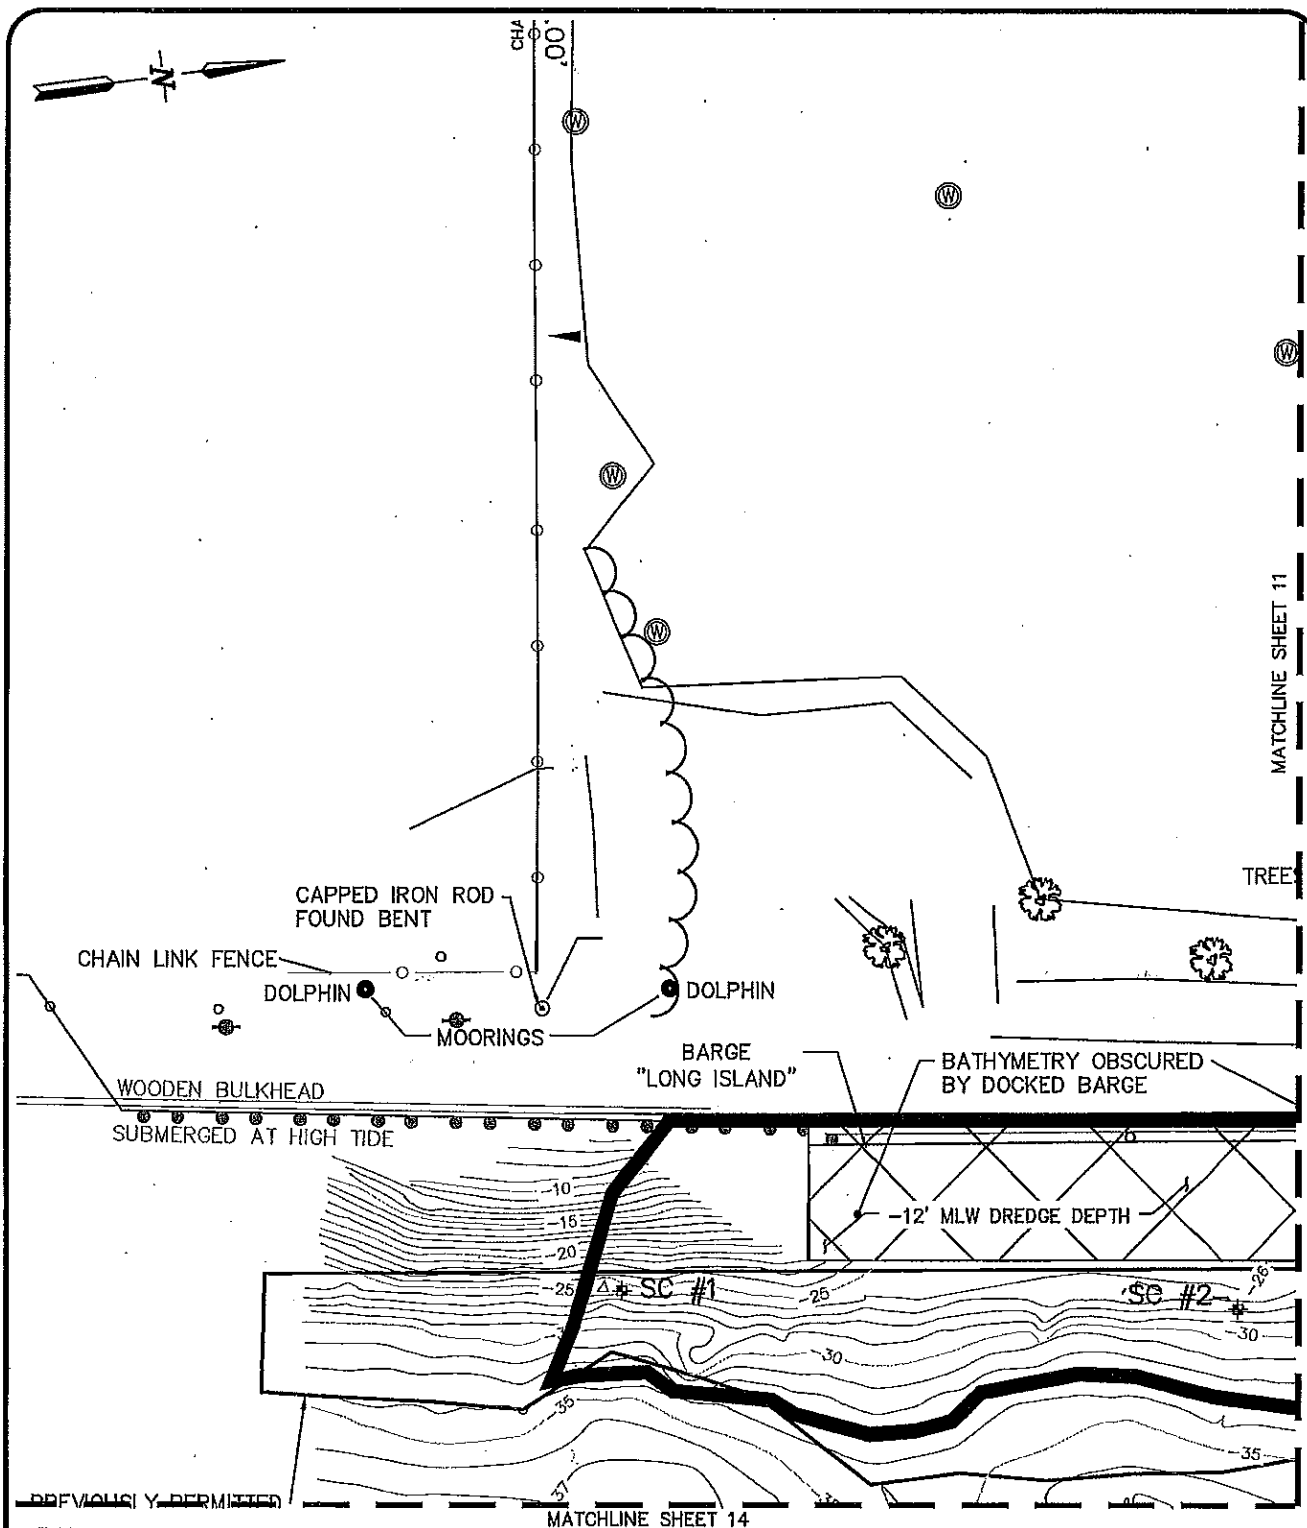 CHA
00'
N
W
W
W
W
W
MATCHLINE SHEET 11
TREES
CAPPED IRON ROD
FOUND BENT
CHAIN LINK FENCE
DOLPHIN
DOLPHIN
MOORINGS
BARGE
"LONG ISLAND"
BATHYMETRY OBSCURED
BY DOCKED BARGE
WOODEN BULKHEAD
SUBMERGED AT HIGH TIDE
-10
-15
-20
-25
-12' MLW DREDGE DEPTH
SC #1
-25
SC #2
-26
-30
-30
-35
-35
-37
PREVIOUSLY PERMITTED
MATCHLINE SHEET 14